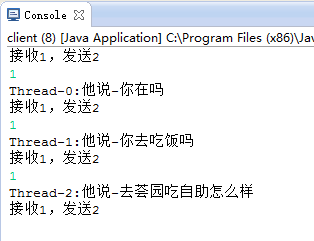 Console
client (8) [Java Application] C:\Program Files (x86)\Jav
接收1，发送2
1
Thread-0:他说-你在吗
接收1，发送2
1
Thread-1:他说-你去吃饭吗
接收1，发送2
1
Thread-2:他说-去荟园吃自助怎么样
接收1，发送2